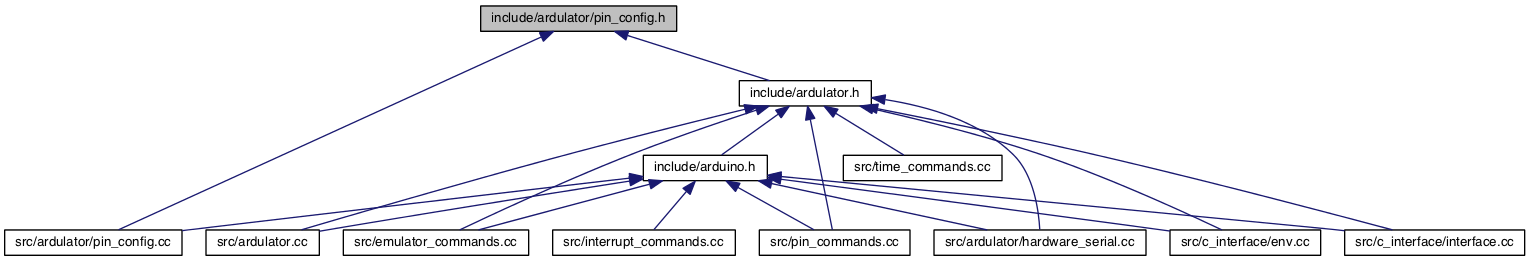 include/ardulator/pin_config.h
include/ardulator.h
include/arduino.h
src/time_commands.cc
src/ardulator/pin_config.cc
src/ardulator.cc
src/emulator_commands.cc
src/interrupt_commands.cc
src/pin_commands.cc
src/ardulator/hardware_serial.cc
src/c_interface/env.cc
src/c_interface/interface.cc